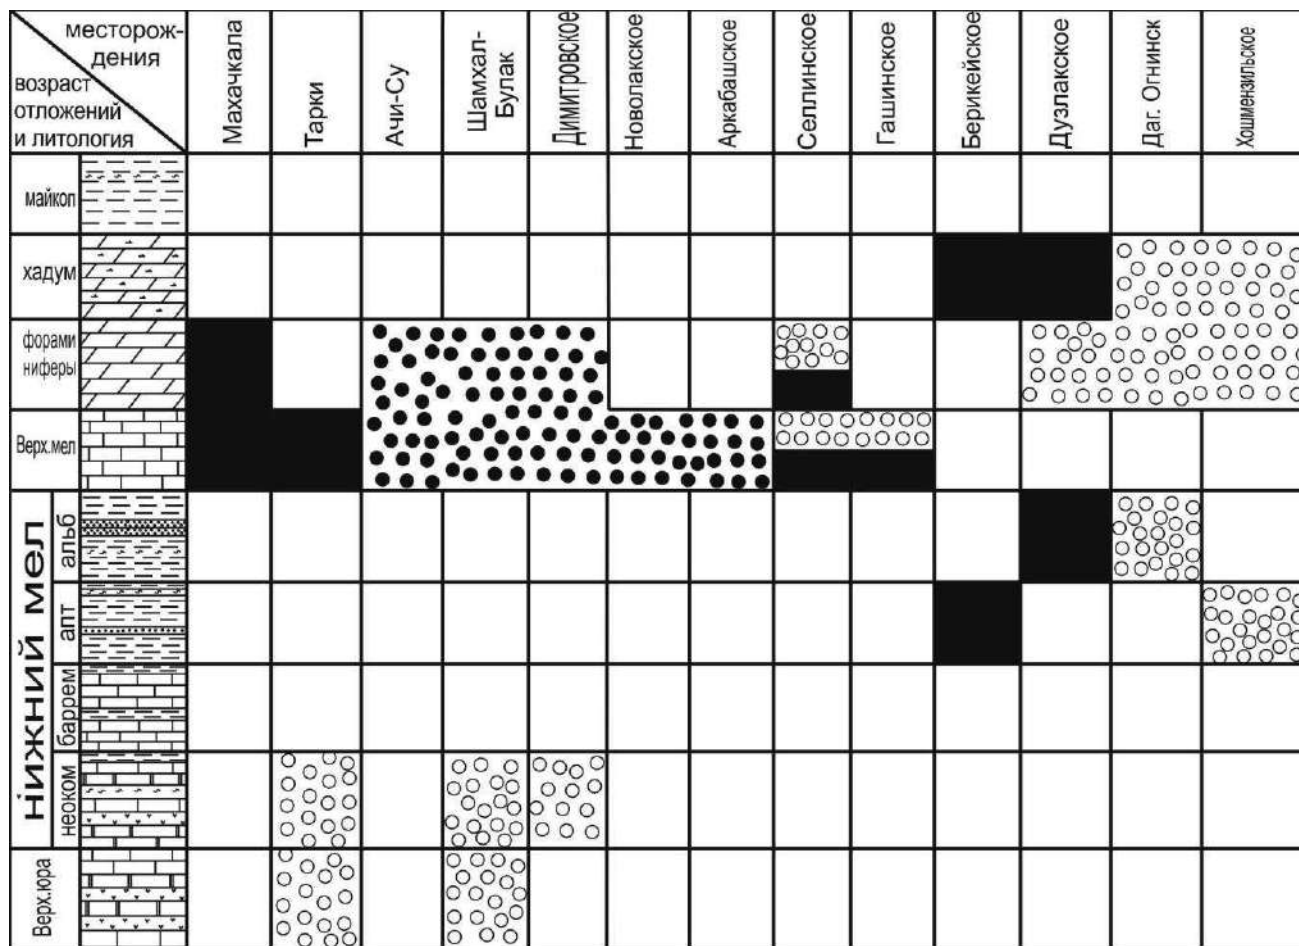 месторож-
дения
возраст
отложений
и литология
Махачкала
Тарки
Ачи-Су
Шамхал-
Булак
Димитровское
Новолакское
Аркабашское
Селлинское
Гашинское
Берикейское
Дузлакское
Даг. Огнинск
Хошмензильское
майкоп
хадум
форами
ниферы
Верх.мел
нижний мел
альб
апт
баррем
неоком
Верх.юра